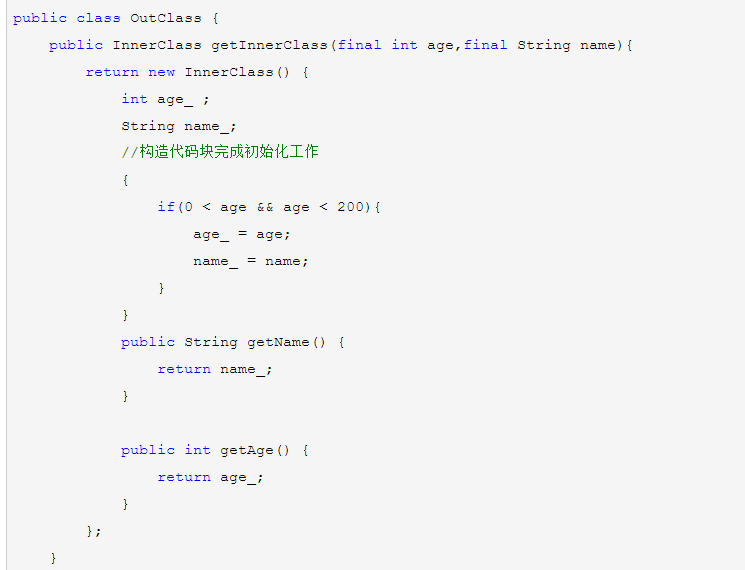 public class OutClass {
    public InnerClass getInnerClass(final int age,final String name){
        return new InnerClass() {
            int age_ ;
            String name_;
            //构造代码块完成初始化工作
            {
                if(0 < age && age < 200){
                    age_ = age;
                    name_ = name;
                }
            }
            public String getName() {
                return name_;
            }

            public int getAge() {
                return age_;
            }
        };
    }